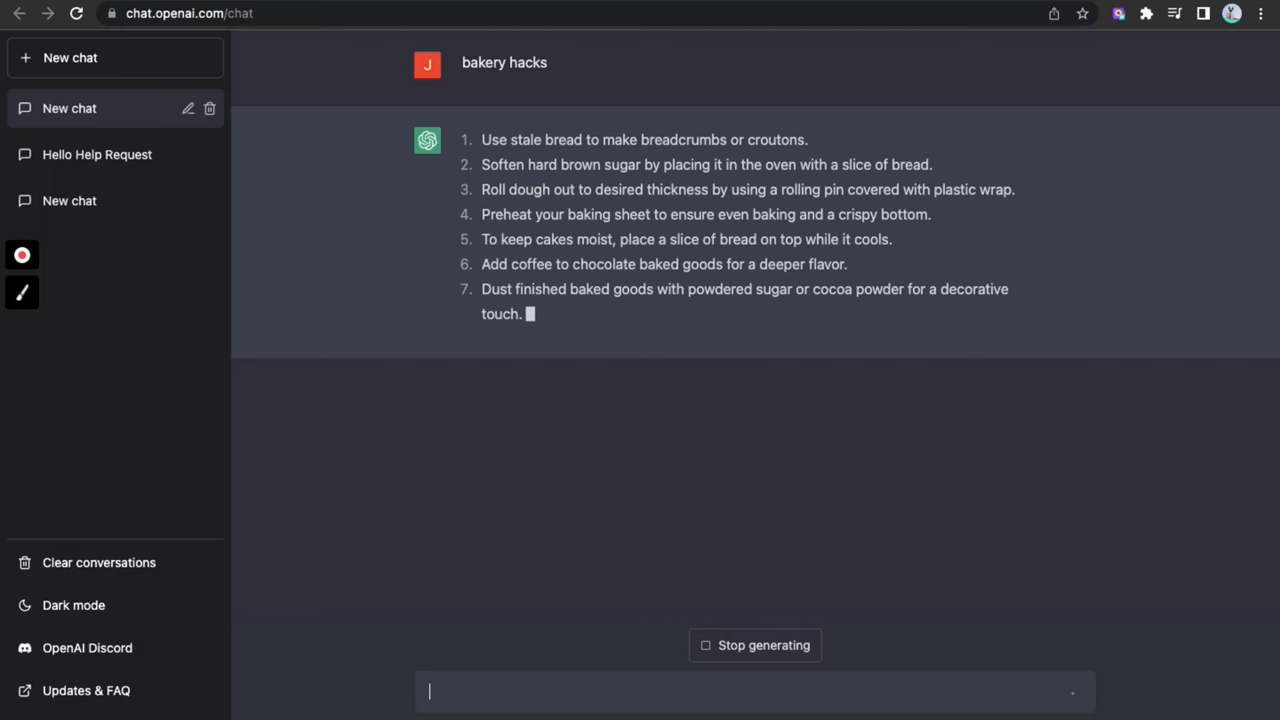 chat.openai.com/chat
New chat
New chat
Hello Help Request
New chat
Clear conversations
Dark mode
OpenAI Discord
Updates & FAQ
J
bakery hacks
1. Use stale bread to make breadcrumbs or croutons.
2. Soften hard brown sugar by placing it in the oven with a slice of bread.
3. Roll dough out to desired thickness by using a rolling pin covered with plastic wrap.
4. Preheat your baking sheet to ensure even baking and a crispy bottom.
5. To keep cakes moist, place a slice of bread on top while it cools.
6. Add coffee to chocolate baked goods for a deeper flavor.
7. Dust finished baked goods with powdered sugar or cocoa powder for a decorative
touch.
Stop generating